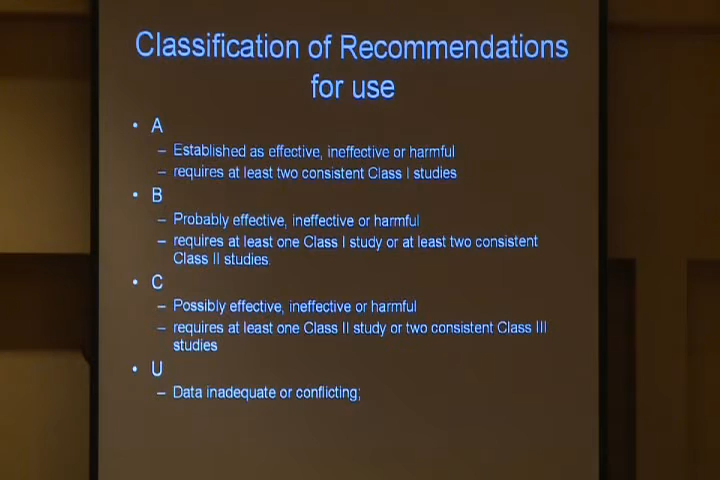 Classification of Recommendations
for use
• A
– Established as effective, ineffective or harmful
– requires at least two consistent Class I studies
• B
– Probably effective, ineffective or harmful
– requires at least one Class I study or at least two consistent
Class II studies.
• C
– Possibly effective, ineffective or harmful
– requires at least one Class II study or two consistent Class III
studies
• U
– Data inadequate or conflicting;